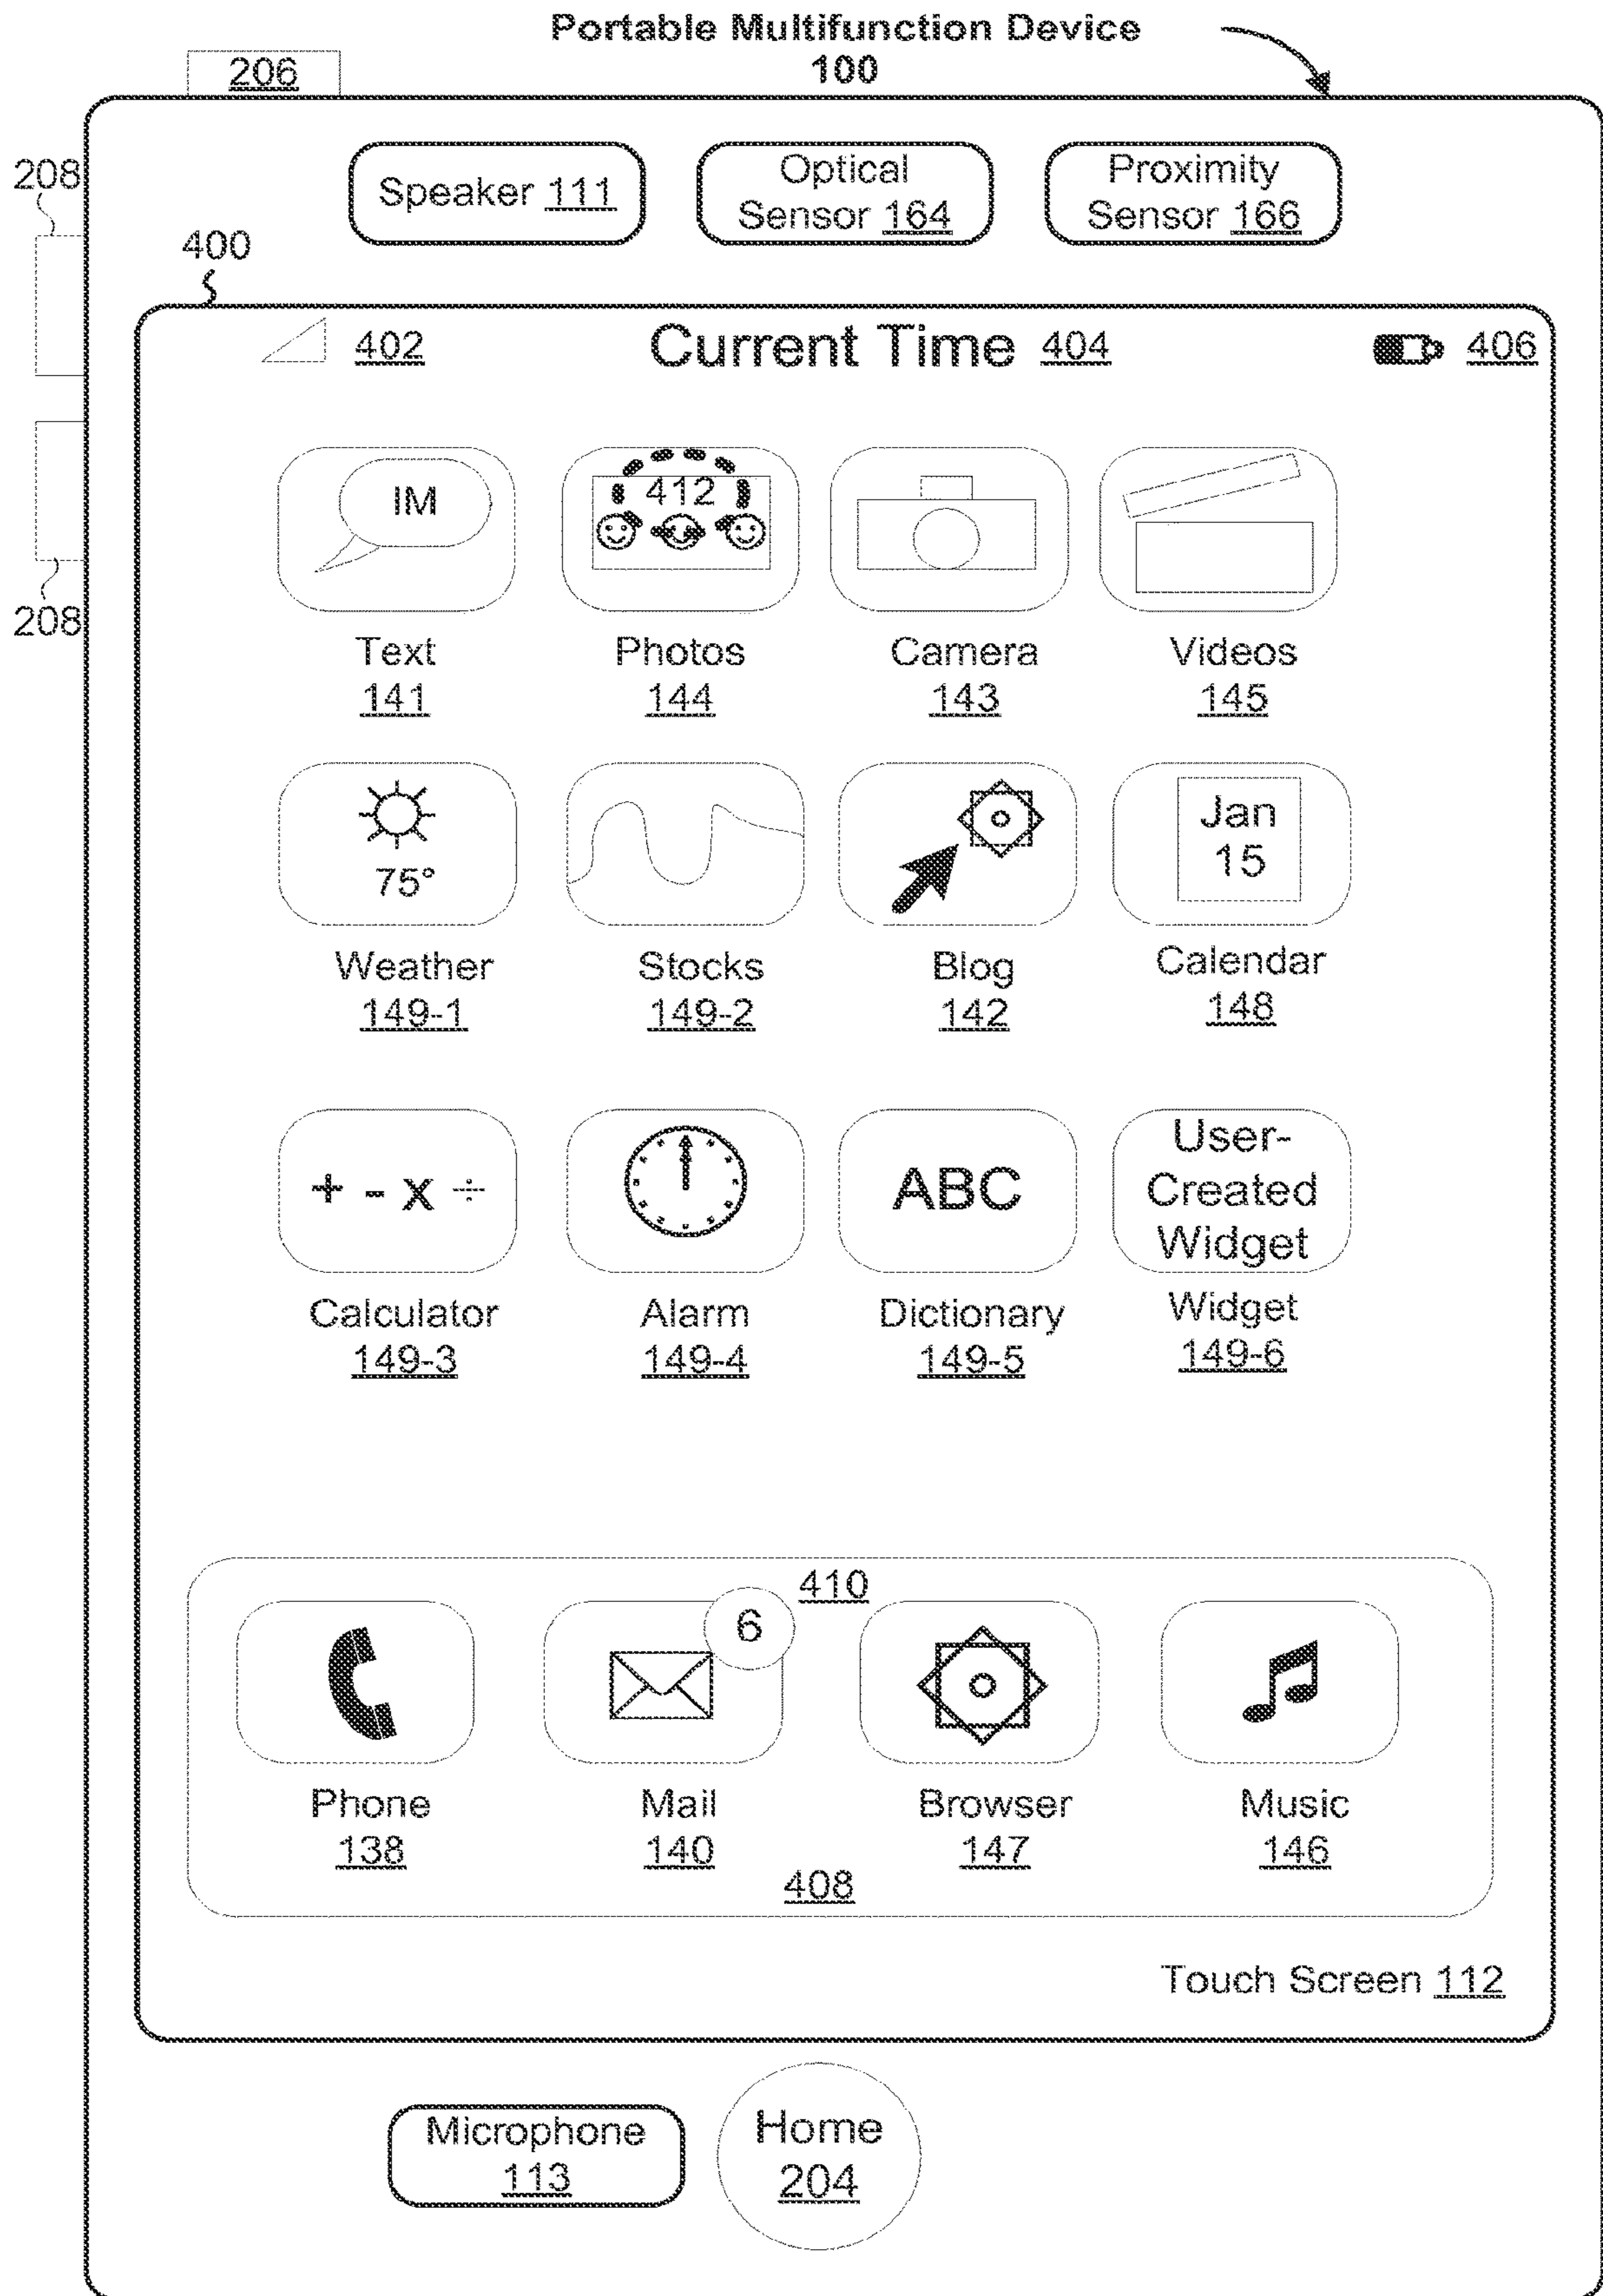 Portable Multifunction Device
100
206
208
Speaker 111
Optical
Sensor 164
Proximity
Sensor 166
400
402
Current Time 404
406
208
IM
412
Text
141
Photos
144
Camera
143
Videos
145
75°
Jan
15
Weather
149-1
Stocks
149-2
Blog
142
Calendar
148
+ - x ÷
ABC
User-
Created
Widget
Calculator
149-3
Alarm
149-4
Dictionary
149-5
Widget
149-6
410
6
Phone
138
Mail
140
Browser
147
Music
146
408
Touch Screen 112
Microphone
113
Home
204